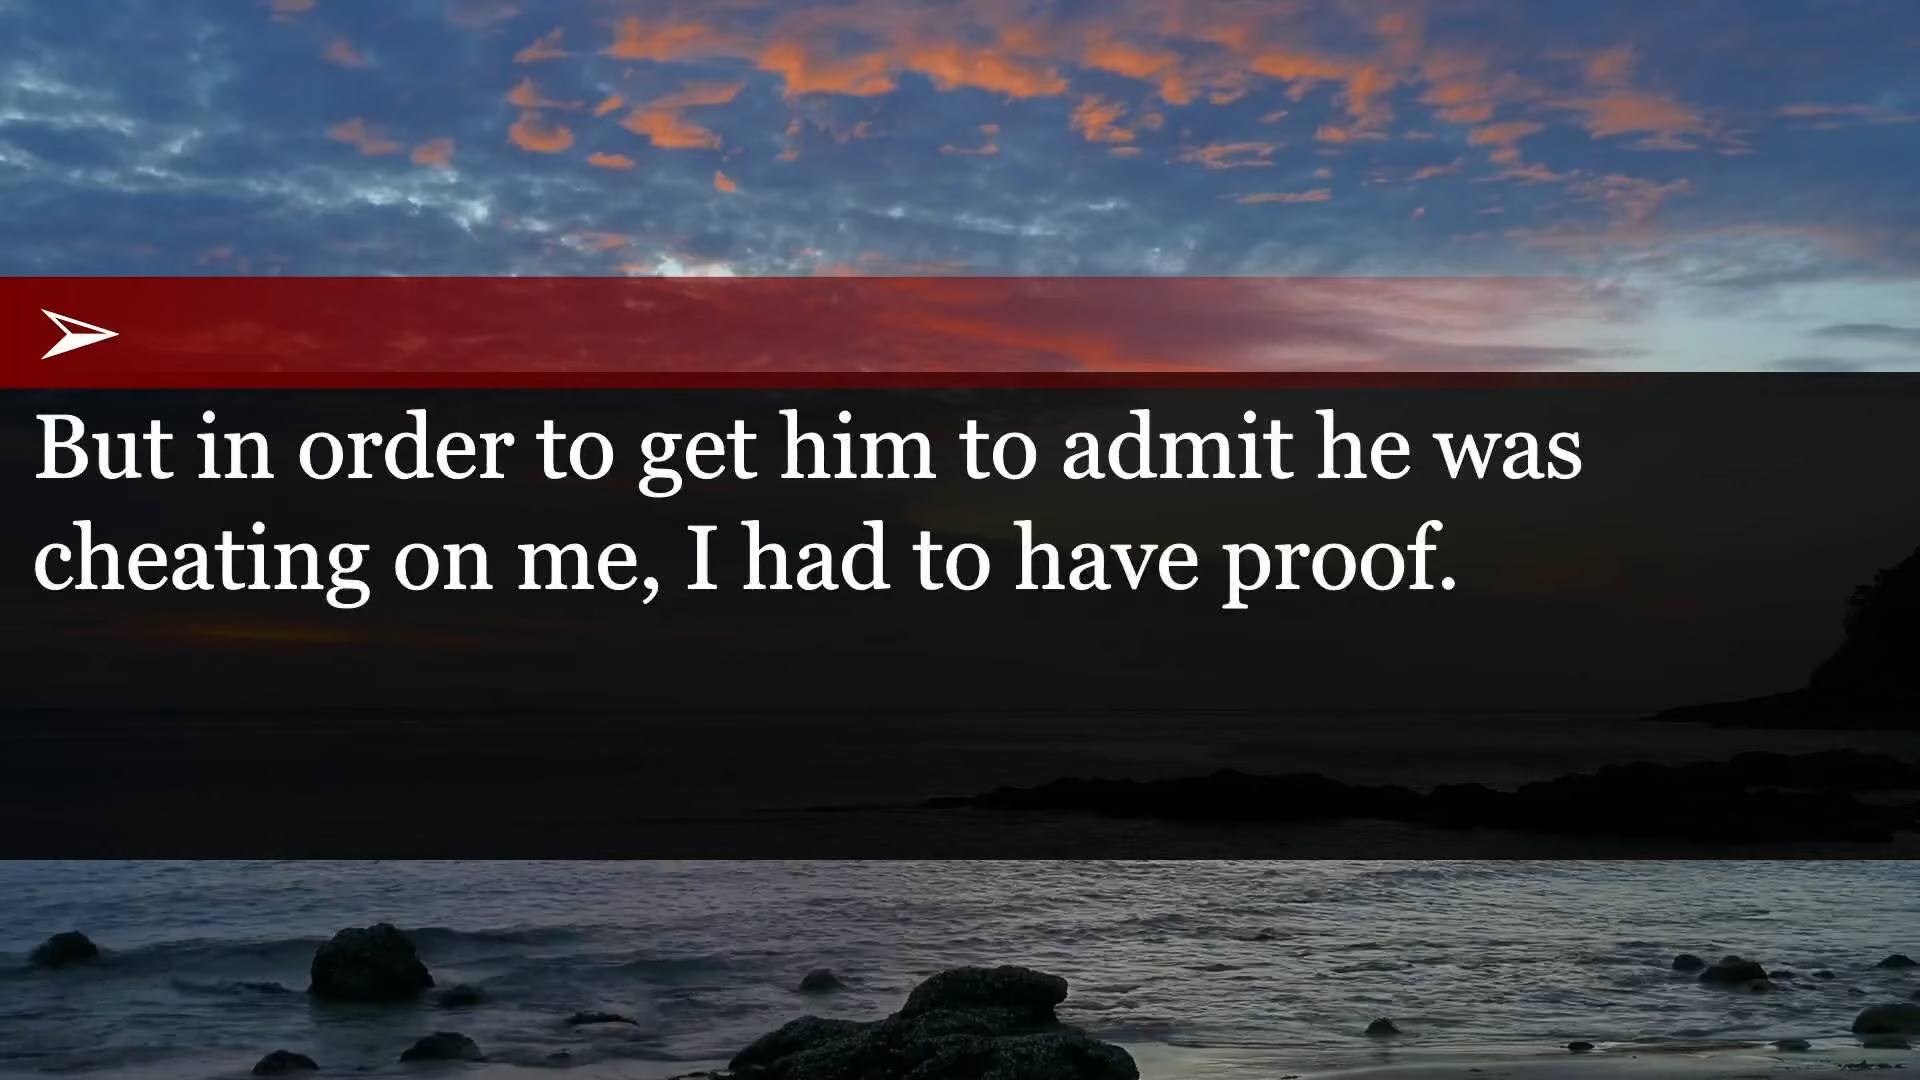 But in order to get him to admit he was
cheating on me, I had to have proof.